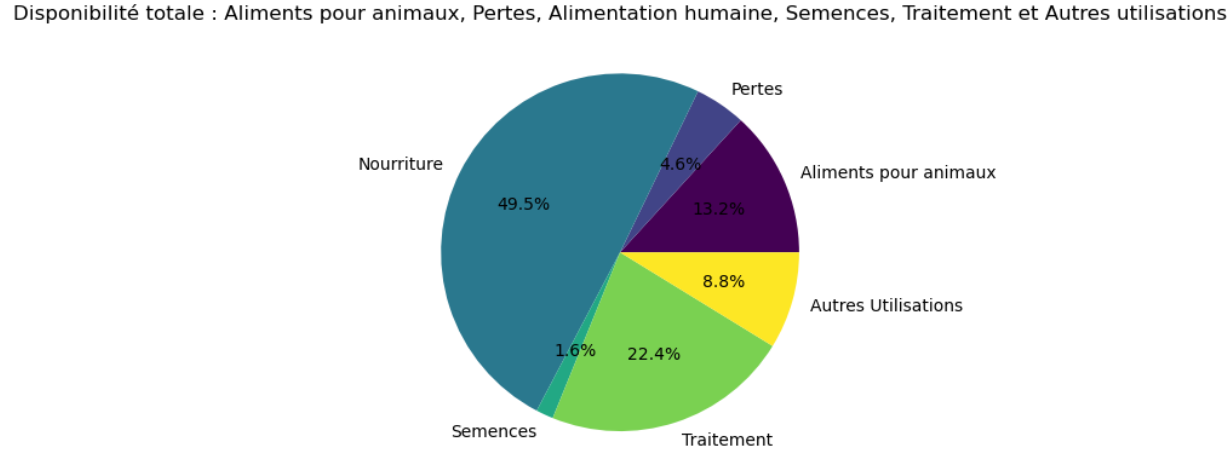 Disponibilité totale : Aliments pour animaux, Pertes, Alimentation humaine, Semences, Traitement et Autres utilisations
Pertes
4.6%
Nourriture
Aliments pour animaux
49.5%
13.2%
8.8%
Autres Utilisations
1.6%
22.4%
Semences
Traitement